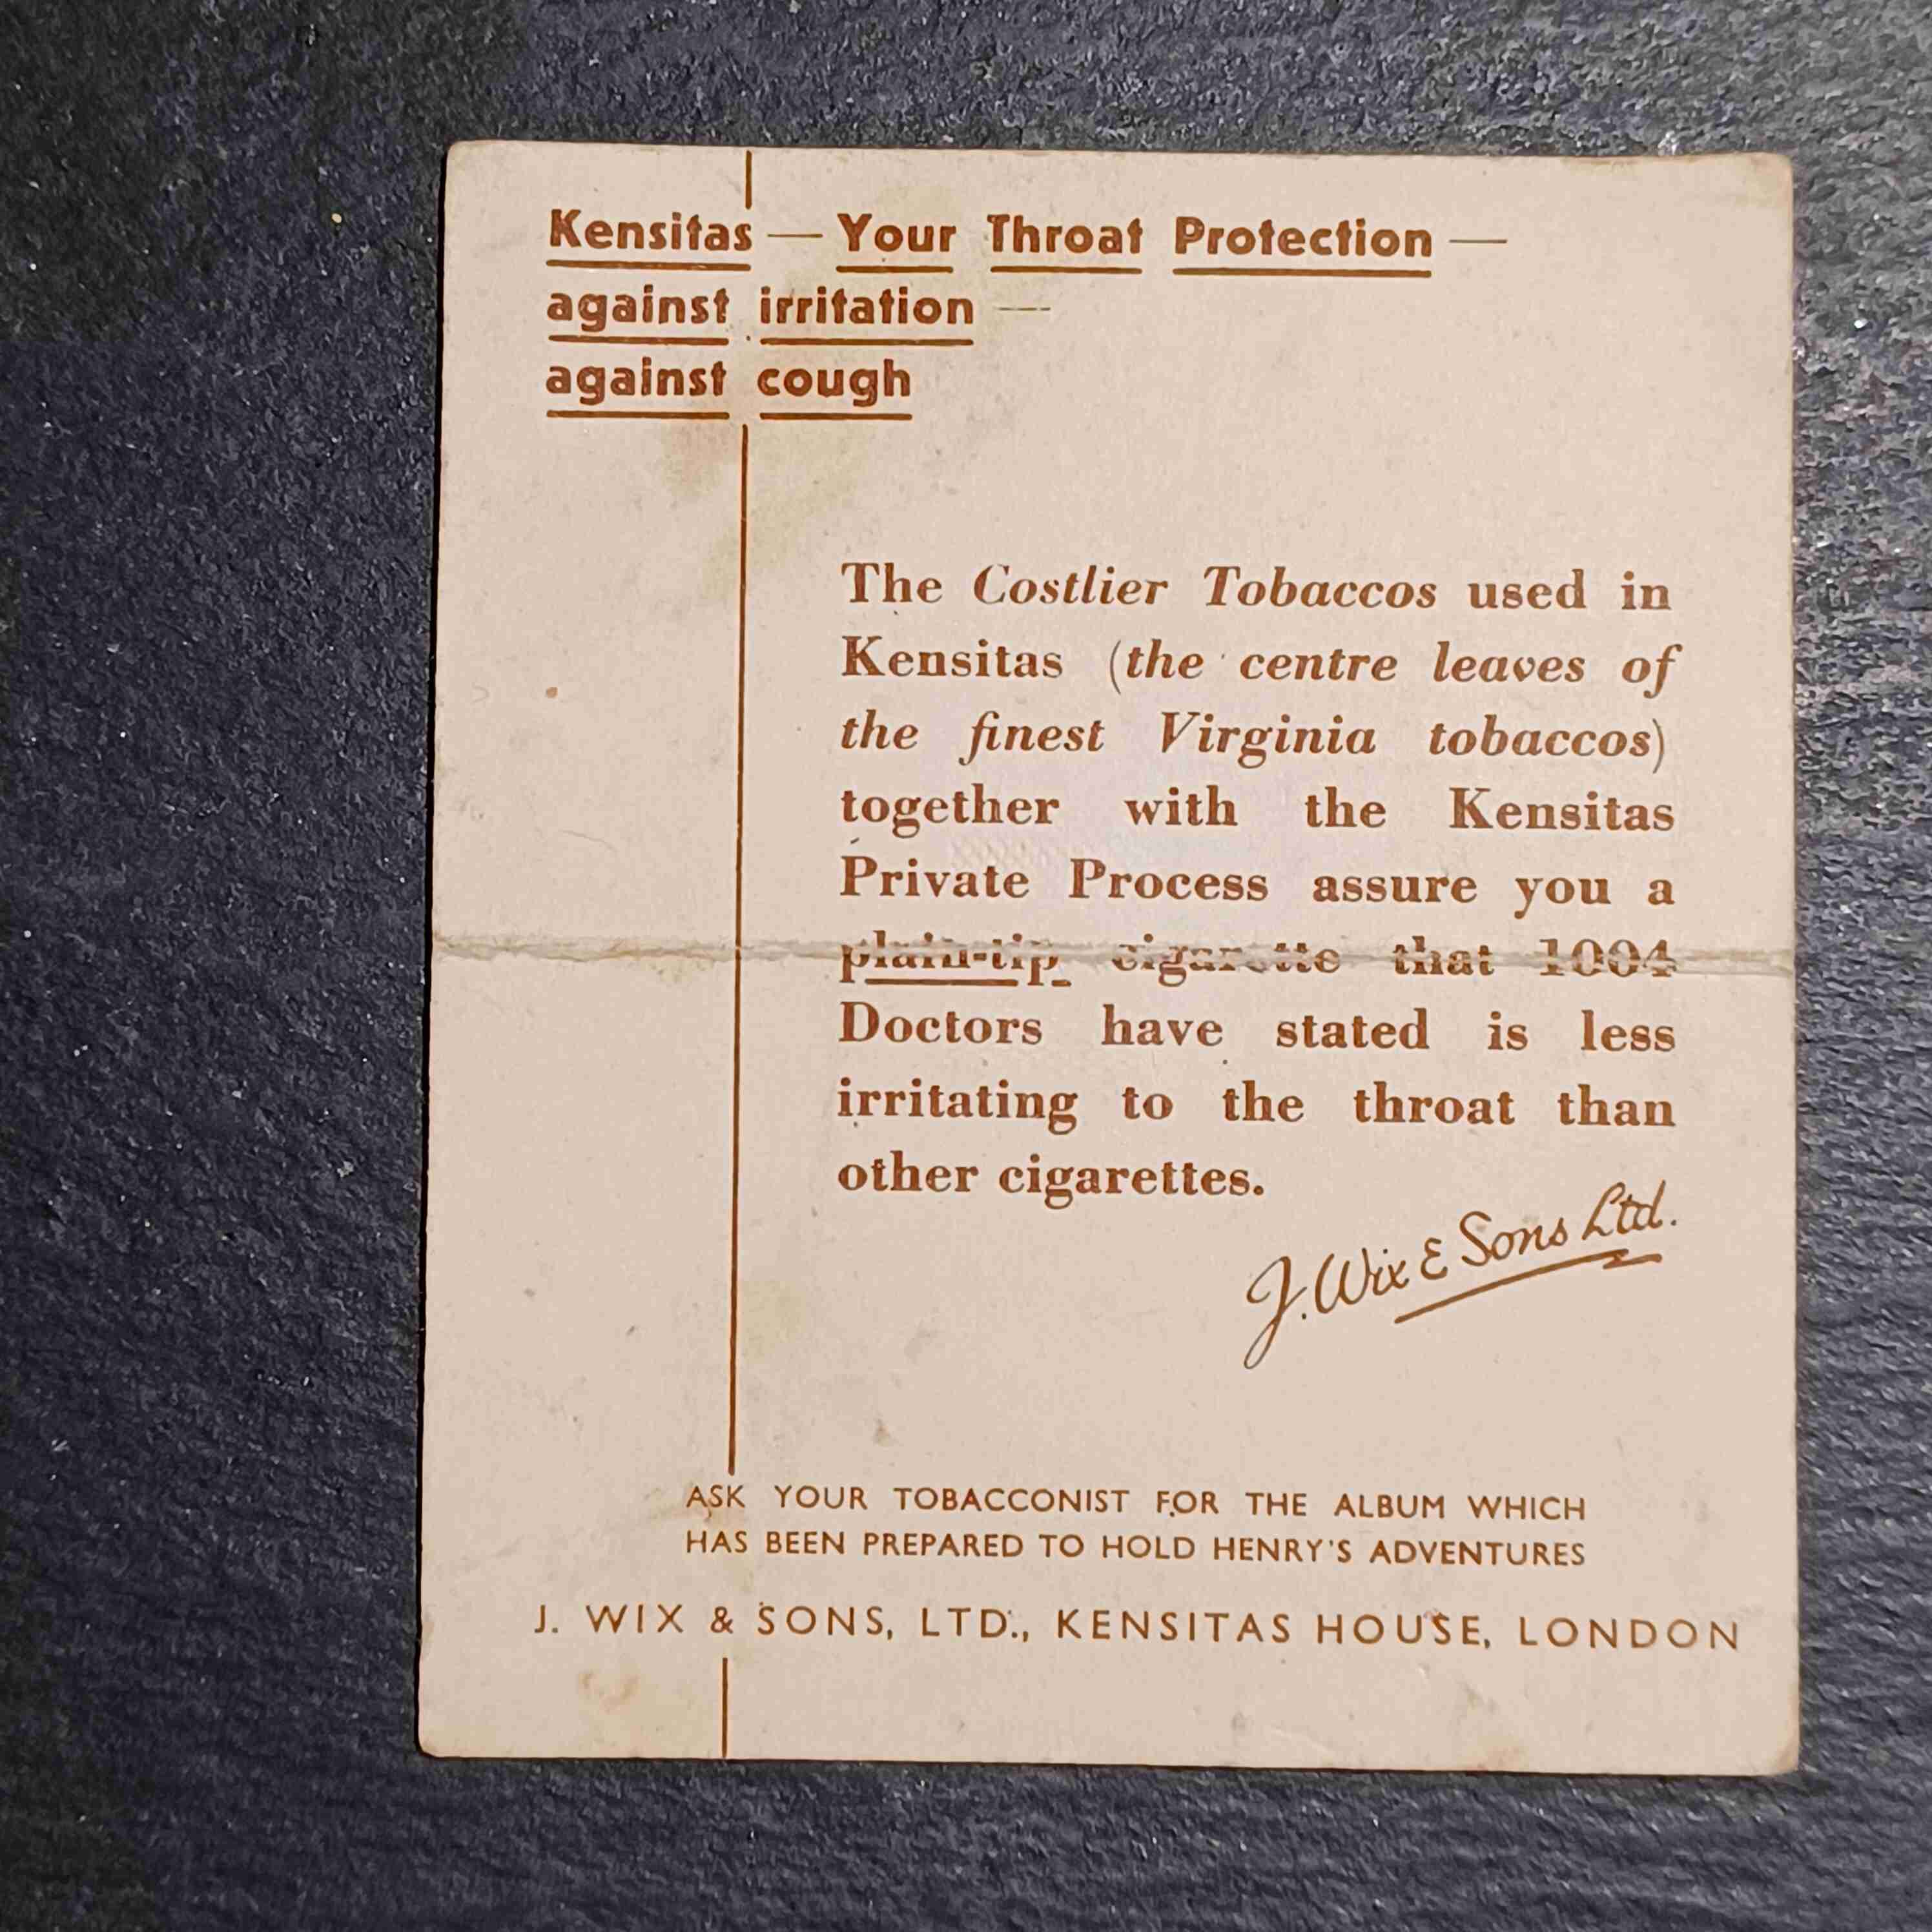 Kensitas — Your Throat Protection —
against irritation —
against cough
The Costlier Tobaccos used in
Kensitas (the centre leaves of
the finest Virginia tobaccos)
together with the Kensitas
Private Process assure you a
plain-tip cigarette that 1004
Doctors have stated is less
irritating to the throat than
other cigarettes.
J. Wix & Sons Ltd.
ASK YOUR TOBACCONIST FOR THE ALBUM WHICH
HAS BEEN PREPARED TO HOLD HENRY'S ADVENTURES
J. WIX & SONS, LTD., KENSITAS HOUSE, LONDON